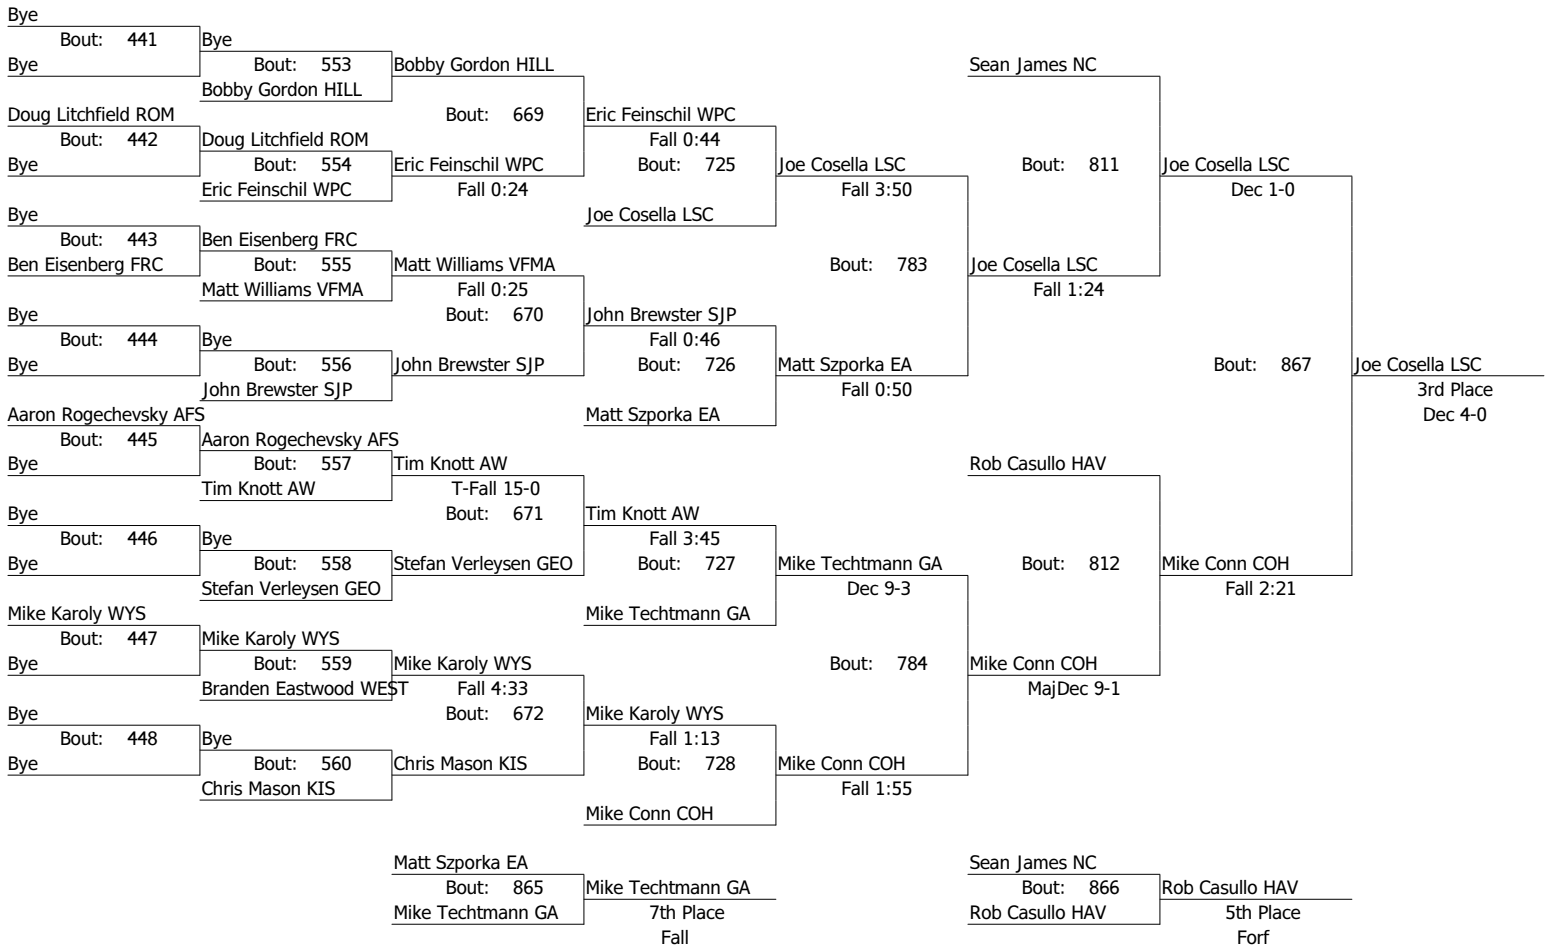 Bye
Bout: 441 Bye
Bye Bout: 553 Bobby Gordon HILL Sean James NC
Bobby Gordon HILL
Doug Litchfield ROM Bout: 669 Eric Feinschil WPC
Bout: 442 Doug Litchfield ROM Fall 0:44
Bye Bout: 554 Eric Feinschil WPC Bout: 725 Joe Cosella LSC Bout: 811 Joe Cosella LSC
Eric Feinschil WPC Fall 0:24 Fall 3:50 Dec 1-0
Bye Joe Cosella LSC
Bout: 443 Ben Eisenberg FRC
Ben Eisenberg FRC Bout: 555 Matt Williams VFMA Bout: 783 Joe Cosella LSC
Matt Williams VFMA Fall 0:25 Fall 1:24
Bye Bout: 670 John Brewster SJP
Bout: 444 Bye Fall 0:46
Bye Bout: 556 John Brewster SJP Bout: 726 Matt Szporka EA Bout: 867 Joe Cosella LSC
John Brewster SJP Fall 0:50 3rd Place
Aaron Rogechevsky AFS Matt Szporka EA Dec 4-0
Bout: 445 Aaron Rogechevsky AFS
Bye Bout: 557 Tim Knott AW Rob Casullo HAV
Tim Knott AW T-Fall 15-0
Bye Bout: 671 Tim Knott AW
Bout: 446 Bye Fall 3:45
Bye Bout: 558 Stefan Verleysen GEO Bout: 727 Mike Techtmann GA Bout: 812 Mike Conn COH
Stefan Verleysen GEO Dec 9-3 Fall 2:21
Mike Karoly WYS Mike Techtmann GA
Bout: 447 Mike Karoly WYS
Bye Bout: 559 Mike Karoly WYS Bout: 784 Mike Conn COH
Branden Eastwood WEST Fall 4:33 MajDec 9-1
Bye Bout: 672 Mike Karoly WYS
Bout: 448 Bye Fall 1:13
Bye Bout: 560 Chris Mason KIS Bout: 728 Mike Conn COH
Chris Mason KIS Fall 1:55
Mike Conn COH
Matt Szporka EA Sean James NC
Bout: 865 Mike Techtmann GA Bout: 866 Rob Casullo HAV
Mike Techtmann GA 7th Place Rob Casullo HAV 5th Place
Fall Forf